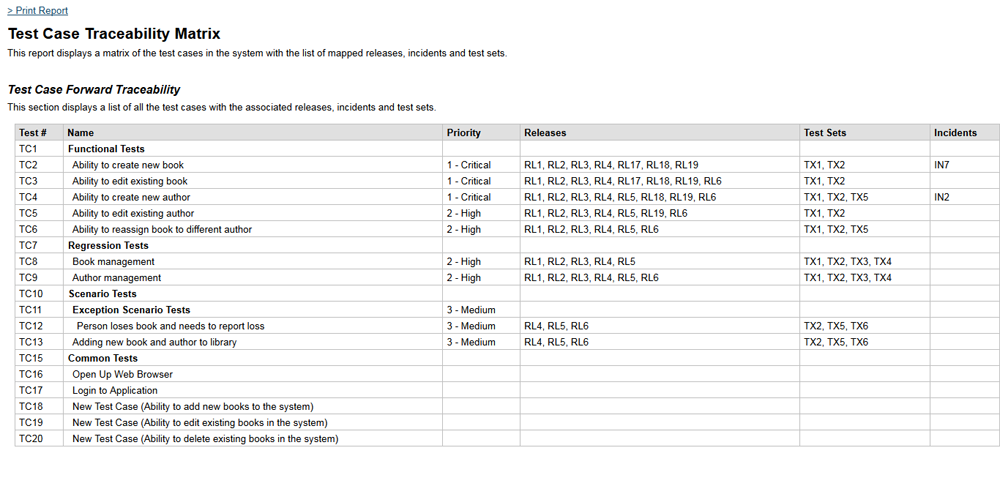 > Print Report
Test Case Traceability Matrix
This report displays a matrix of the test cases in the system with the list of mapped releases, incidents and test sets.
Test Case Forward Traceability
This section displays a list of all the test cases with the associated releases, incidents and test sets.
Test # Name Priority Releases Test Sets Incidents
TC1 Functional Tests
TC2 Ability to create new book 1 - Critical RL1, RL2, RL3, RL4, RL17, RL18, RL19 TX1, TX2 IN7
TC3 Ability to edit existing book 1 - Critical RL1, RL2, RL3, RL4, RL17, RL18, RL19, RL6 TX1, TX2
TC4 Ability to create new author 1 - Critical RL1, RL2, RL3, RL4, RL5, RL18, RL19, RL6 TX1, TX2, TX5 IN2
TC5 Ability to edit existing author 2 - High RL1, RL2, RL3, RL4, RL5, RL19, RL6 TX1, TX2
TC6 Ability to reassign book to different author 2 - High RL1, RL2, RL3, RL4, RL5, RL6 TX1, TX2, TX5
TC7 Regression Tests
TC8 Book management 2 - High RL1, RL2, RL3, RL4, RL5 TX1, TX2, TX3, TX4
TC9 Author management 2 - High RL1, RL2, RL3, RL4, RL5, RL6 TX1, TX2, TX3, TX4
TC10 Scenario Tests
TC11 Exception Scenario Tests 3 - Medium
TC12 Person loses book and needs to report loss 3 - Medium RL4, RL5, RL6 TX2, TX5, TX6
TC13 Adding new book and author to library 3 - Medium RL4, RL5, RL6 TX2, TX5, TX6
TC15 Common Tests
TC16 Open Up Web Browser
TC17 Login to Application
TC18 New Test Case (Ability to add new books to the system)
TC19 New Test Case (Ability to edit existing books in the system)
TC20 New Test Case (Ability to delete existing books in the system)